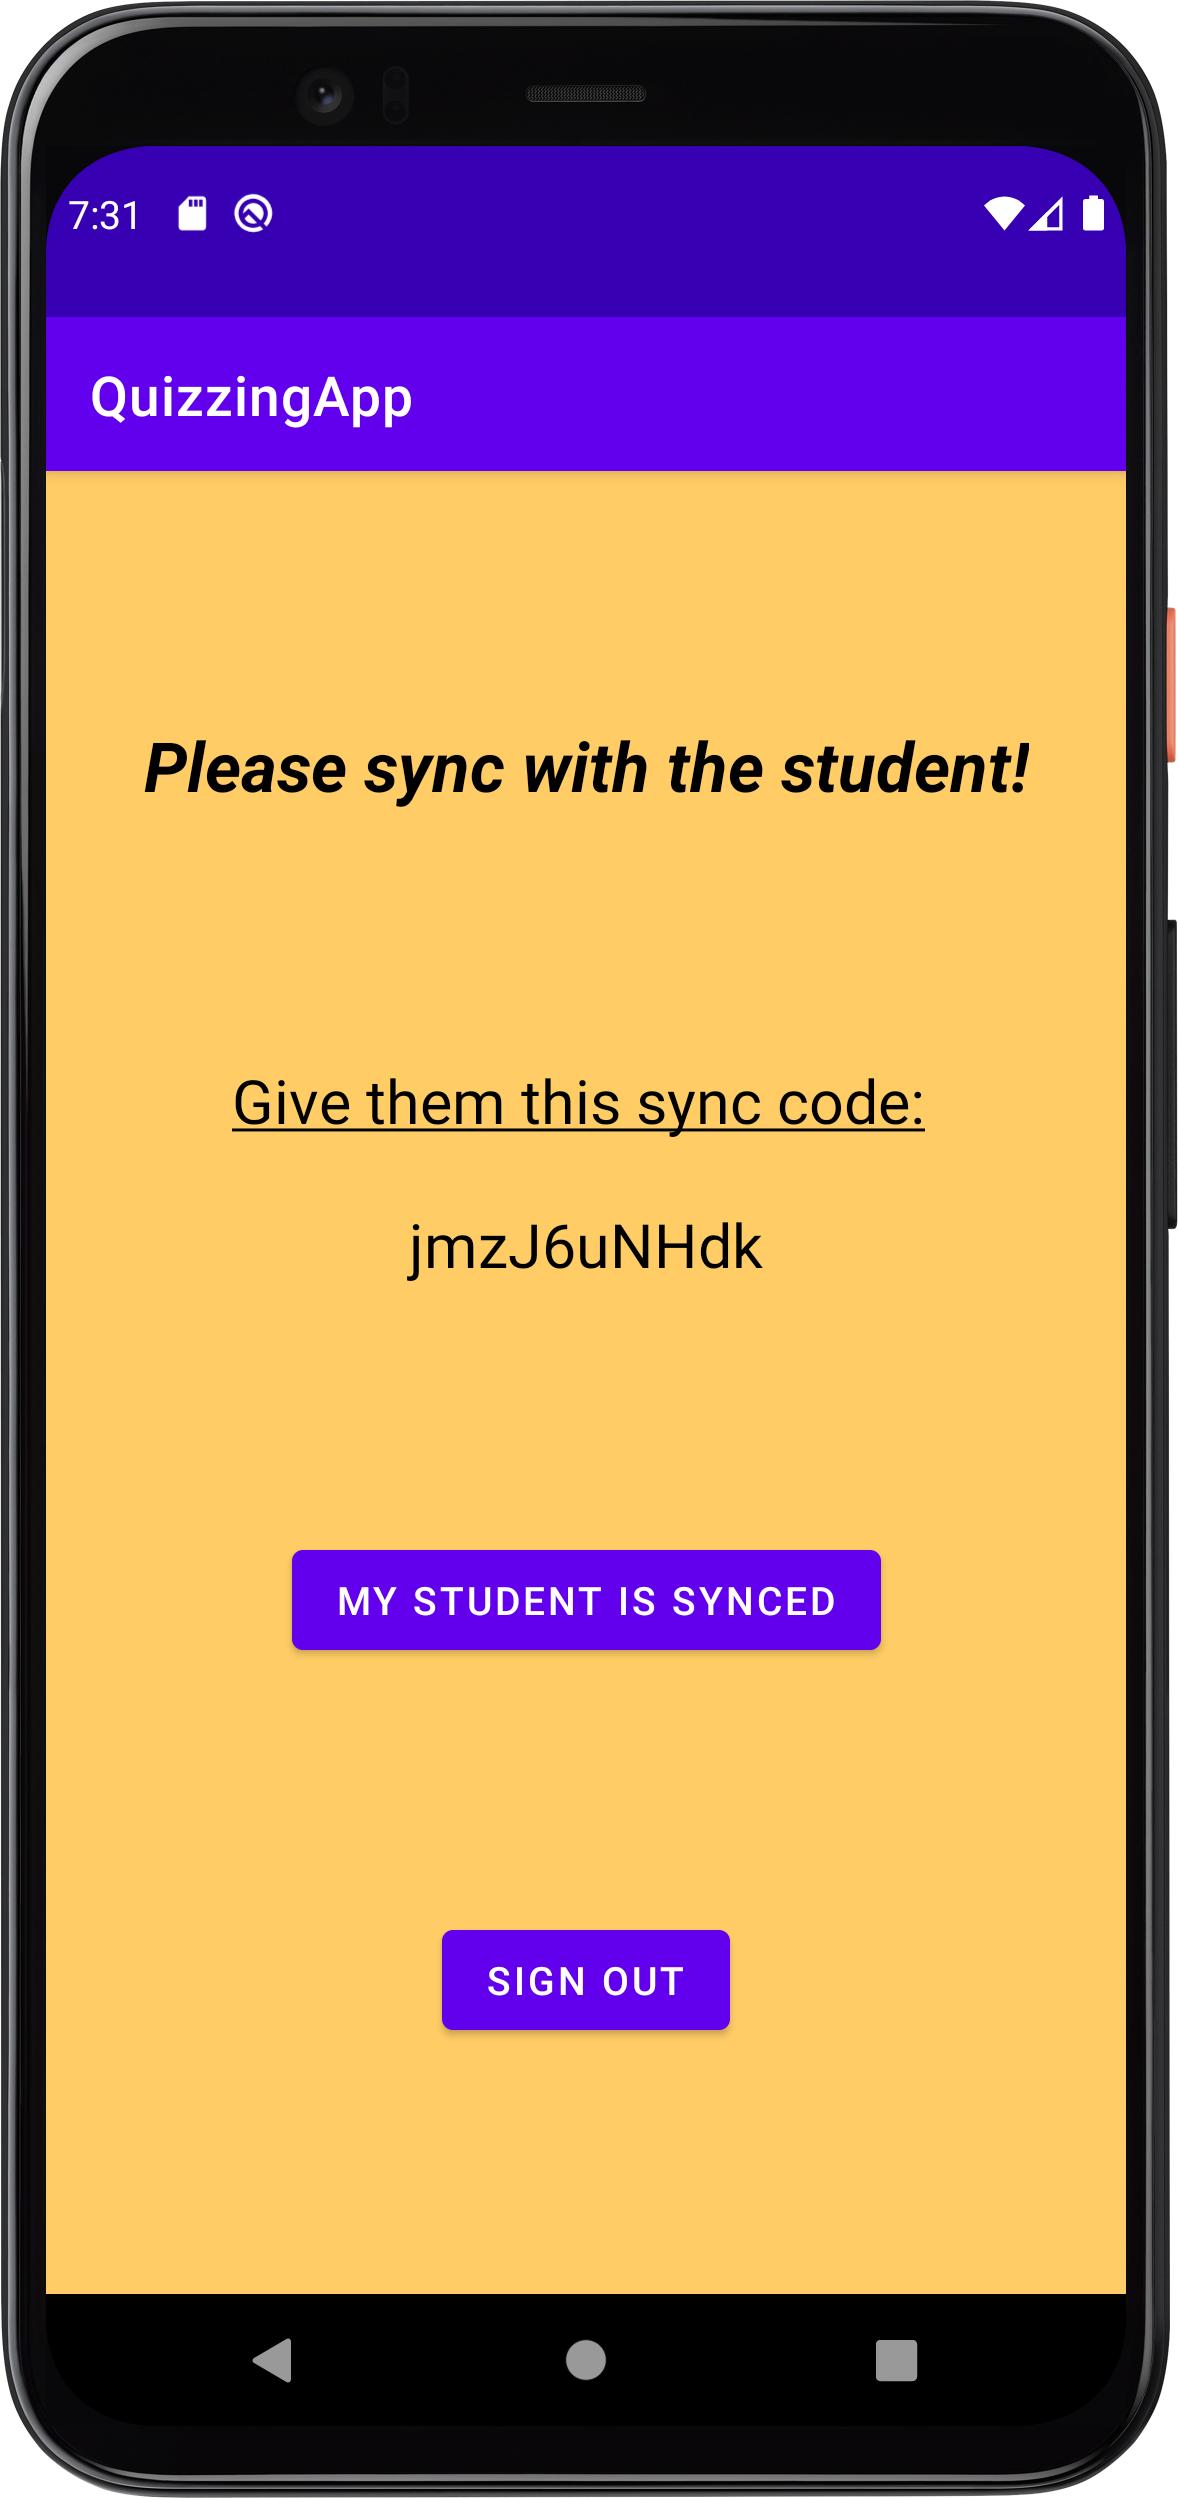 7:31
QuizzingApp
Please sync with the student!
Give them this sync code:
jmzJ6uNHdk
MY STUDENT IS SYNCED
SIGN OUT